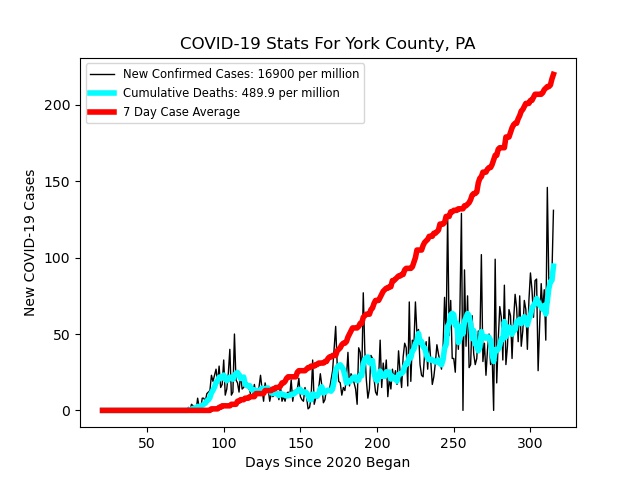 COVID-19 Stats For York County, PA
New Confirmed Cases: 16900 per million
Cumulative Deaths: 489.9 per million
7 Day Case Average
New COVID-19 Cases
200
150
100
50
0
50
100
150
200
250
300
Days Since 2020 Began